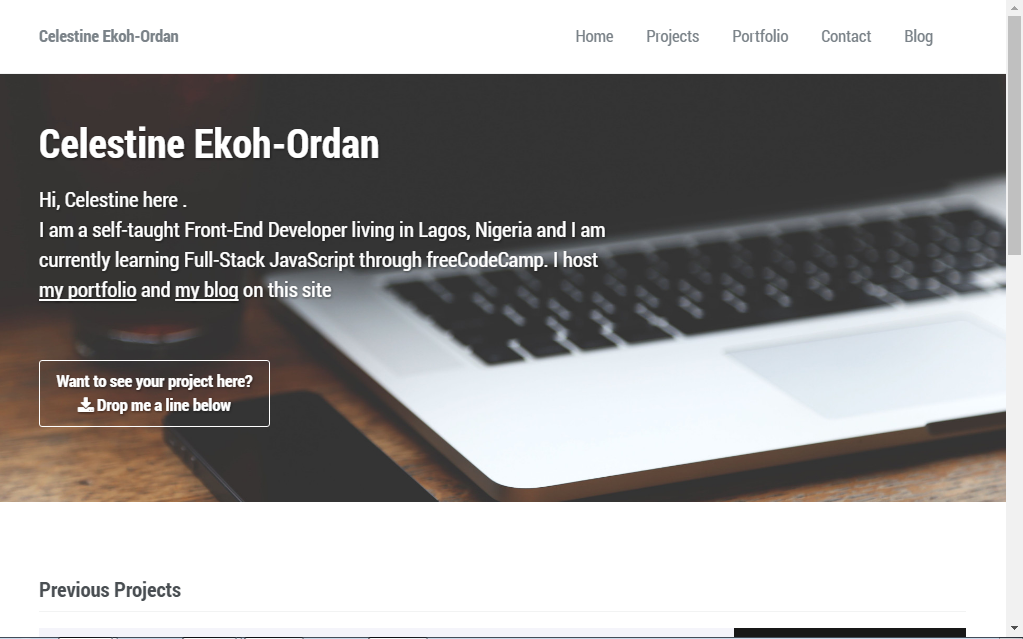 Celestine Ekoh-Ordan
Home Projects Portfolio Contact Blog
Celestine Ekoh-Ordan
Hi, Celestine here .
I am a self-taught Front-End Developer living in Lagos, Nigeria and I am
currently learning Full-Stack JavaScript through freeCodeCamp. I host
my portfolio and my blog on this site
Want to see your project here?
Drop me a line below
Previous Projects